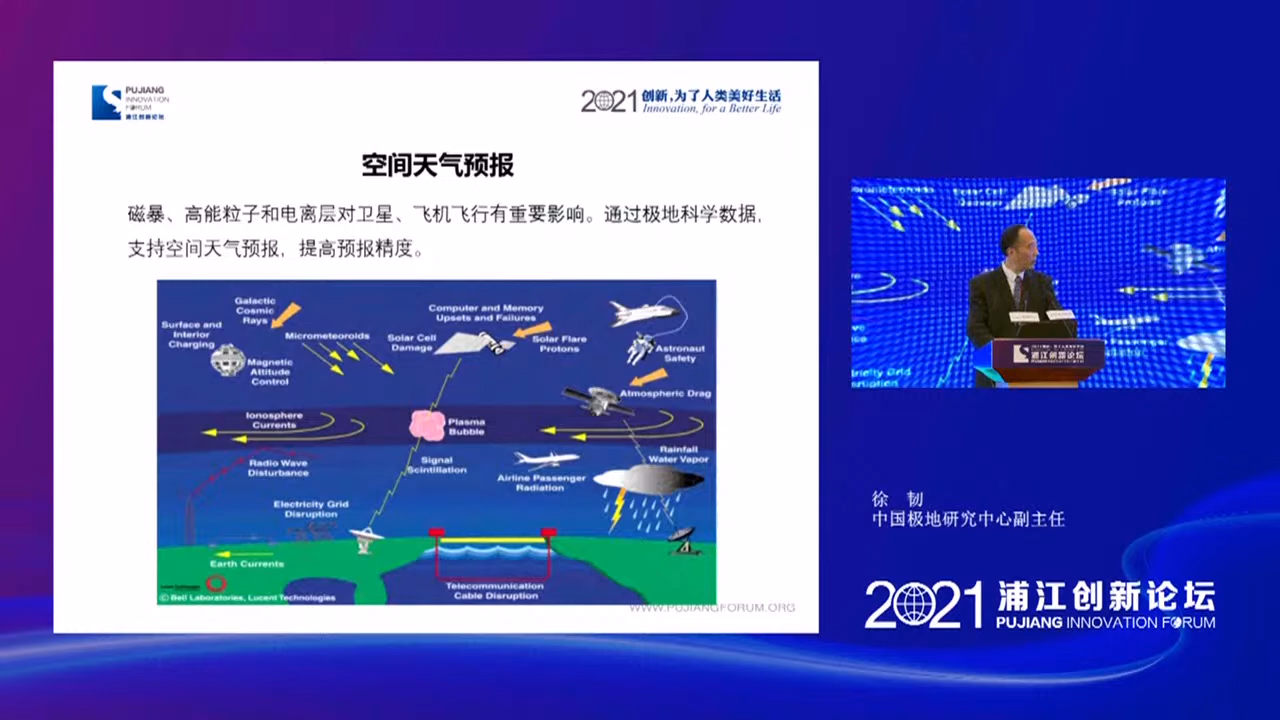 PUJIANG
INNOVATION
FORUM
浦江创新论坛
2021 创新,为了人类美好生活
Innovation, for a Better Life
空间天气预报
磁暴、高能粒子和电离层对卫星、飞机飞行有重要影响。通过极地科学数据,
支持空间天气预报,提高预报精度。
Galactic
Cosmic
Rays
Surface and
Interior
Charging
Micrometeoroids
Magnetic
Attitude
Control
Solar Cell
Damage
Computer and Memory
Upsets and Failures
Solar Flare
Protons
Astronaut
Safety
Atmospheric Drag
Ionosphere
Currents
Plasma
Bubble
Radio Wave
Disturbance
Signal
Scintillation
Airline Passenger
Radiation
Rainfall
Water Vapor
Electricity Grid
Disruption
Earth Currents
Telecommunication
Cable Disruption
© Bell Laboratories, Lucent Technologies
WWW.PUJIANGFORUM.ORG
浦江创新论坛
徐 韧
中国极地研究中心副主任
2021 浦江创新论坛
PUJIANG INNOVATION FORUM